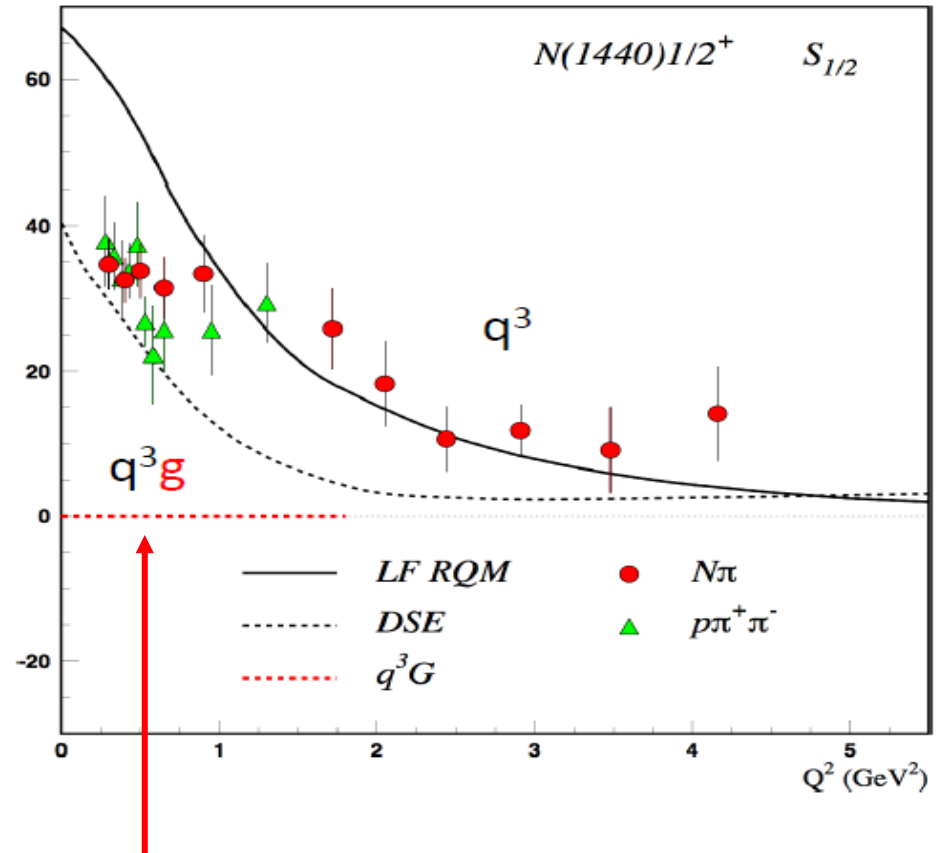 N(1440)1/2⁺ S₁/₂
60
40
q³
20
q³g
0
LF RQM Nπ
DSE pπ⁺π⁻
q³G
-20
0 1 2 3 4 5
Q² (GeV²)